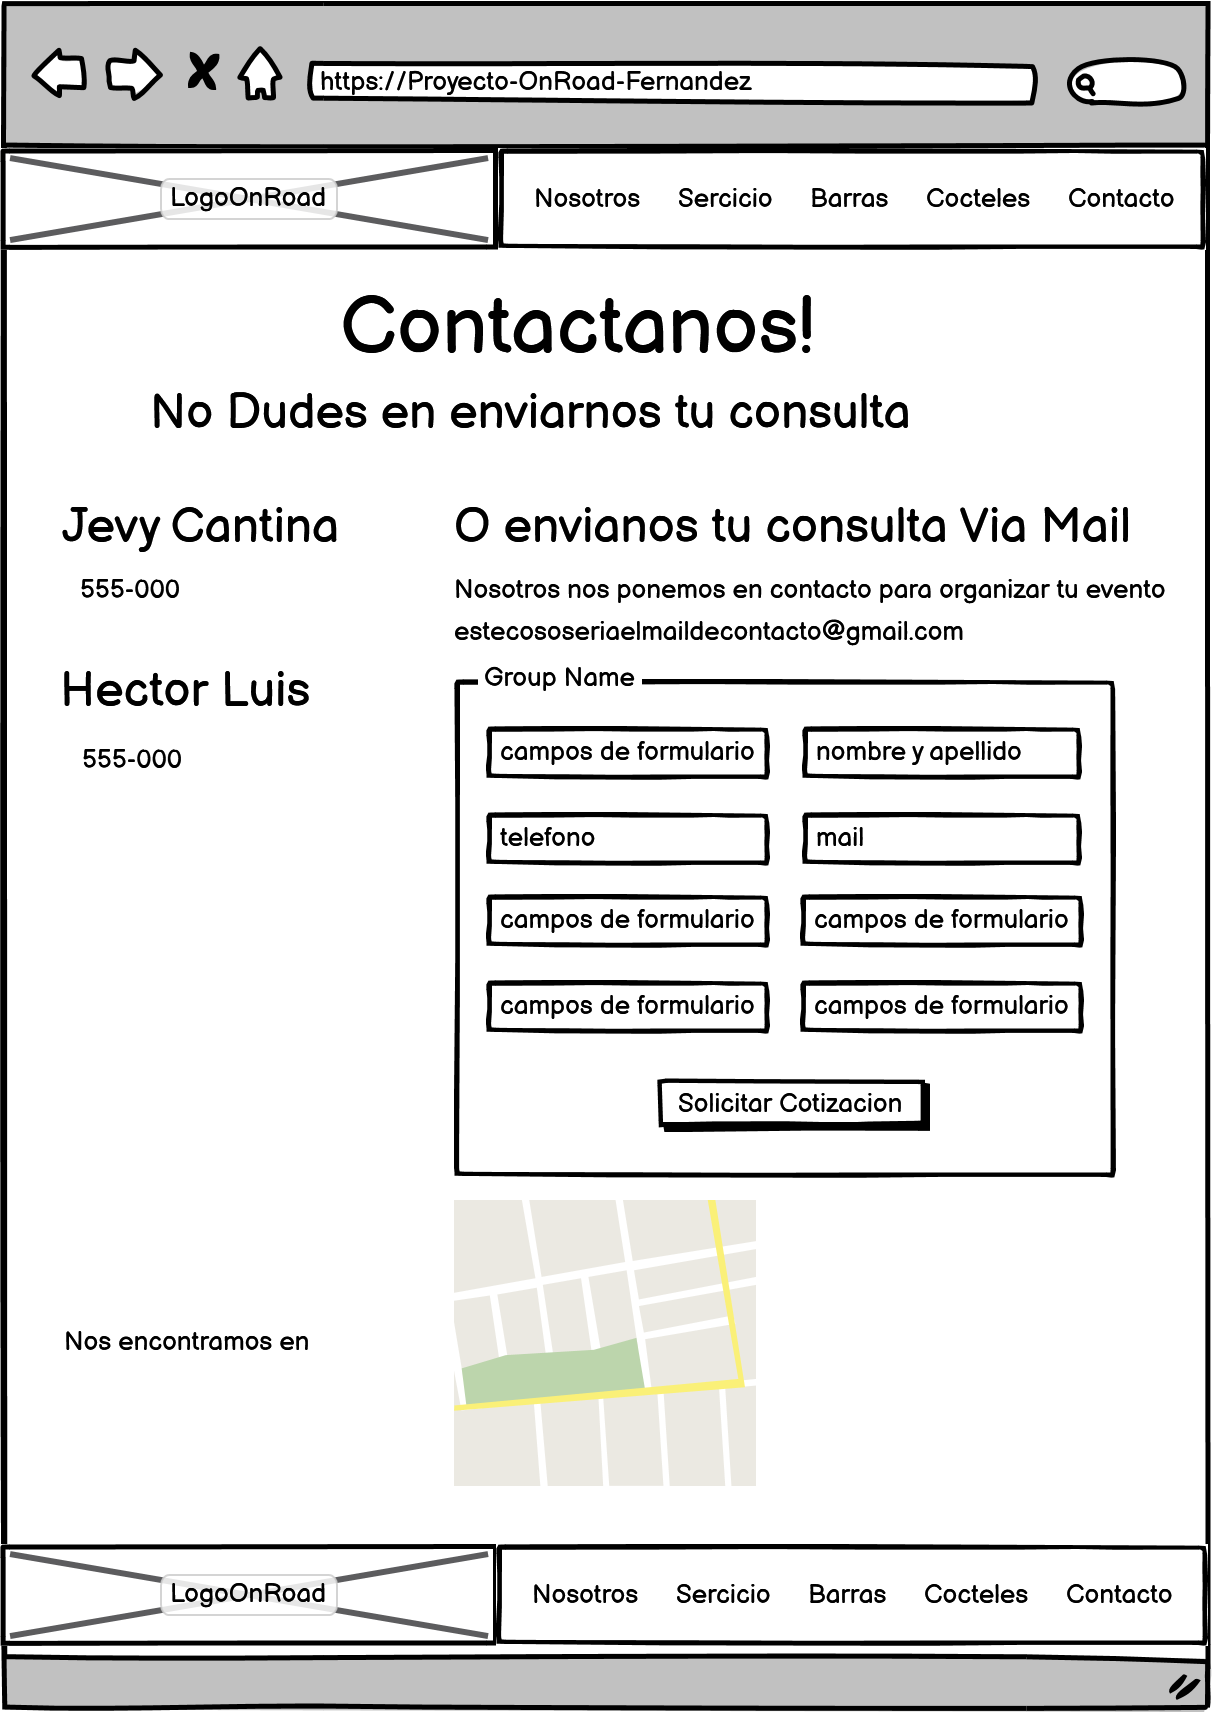 https://Proyecto-OnRoad-Fernandez
LogoOnRoad
Nosotros Sercicio Barras Cocteles Contacto
Contactanos!
No Dudes en enviarnos tu consulta
Jevy Cantina
555-000
Hector Luis
555-000
O envianos tu consulta Via Mail
Nosotros nos ponemos en contacto para organizar tu evento
estecososeriaelmaildecontacto@gmail.com
Group Name
campos de formulario nombre y apellido
telefono mail
campos de formulario campos de formulario
campos de formulario campos de formulario
Solicitar Cotizacion
Nos encontramos en
LogoOnRoad
Nosotros Sercicio Barras Cocteles Contacto